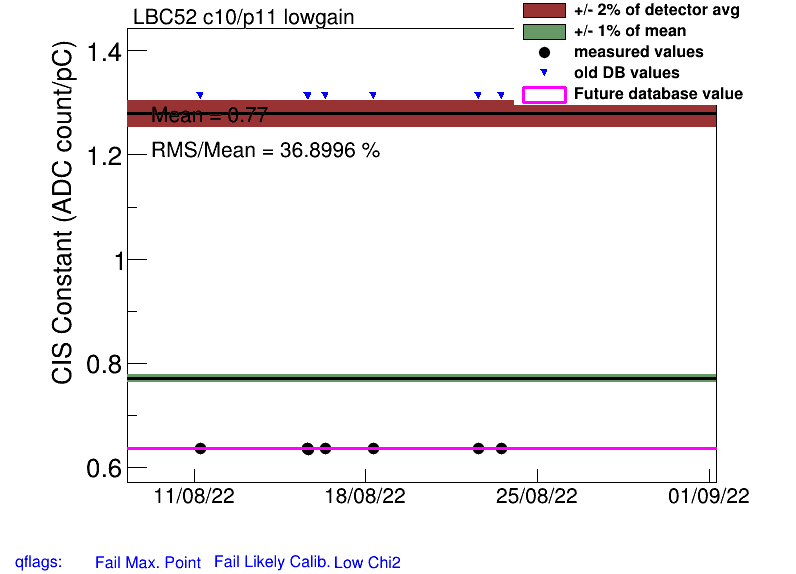 LBC52 c10/p11 lowgain
+/- 2% of detector avg
+/- 1% of mean
measured values
old DB values
Future database value
Mean = 0.77
RMS/Mean = 36.8996 %
CIS Constant (ADC count/pC)
1.4
1.2
1
0.8
0.6
11/08/22 18/08/22 25/08/22 01/09/22
qflags: Fail Max. Point Fail Likely Calib. Low Chi2